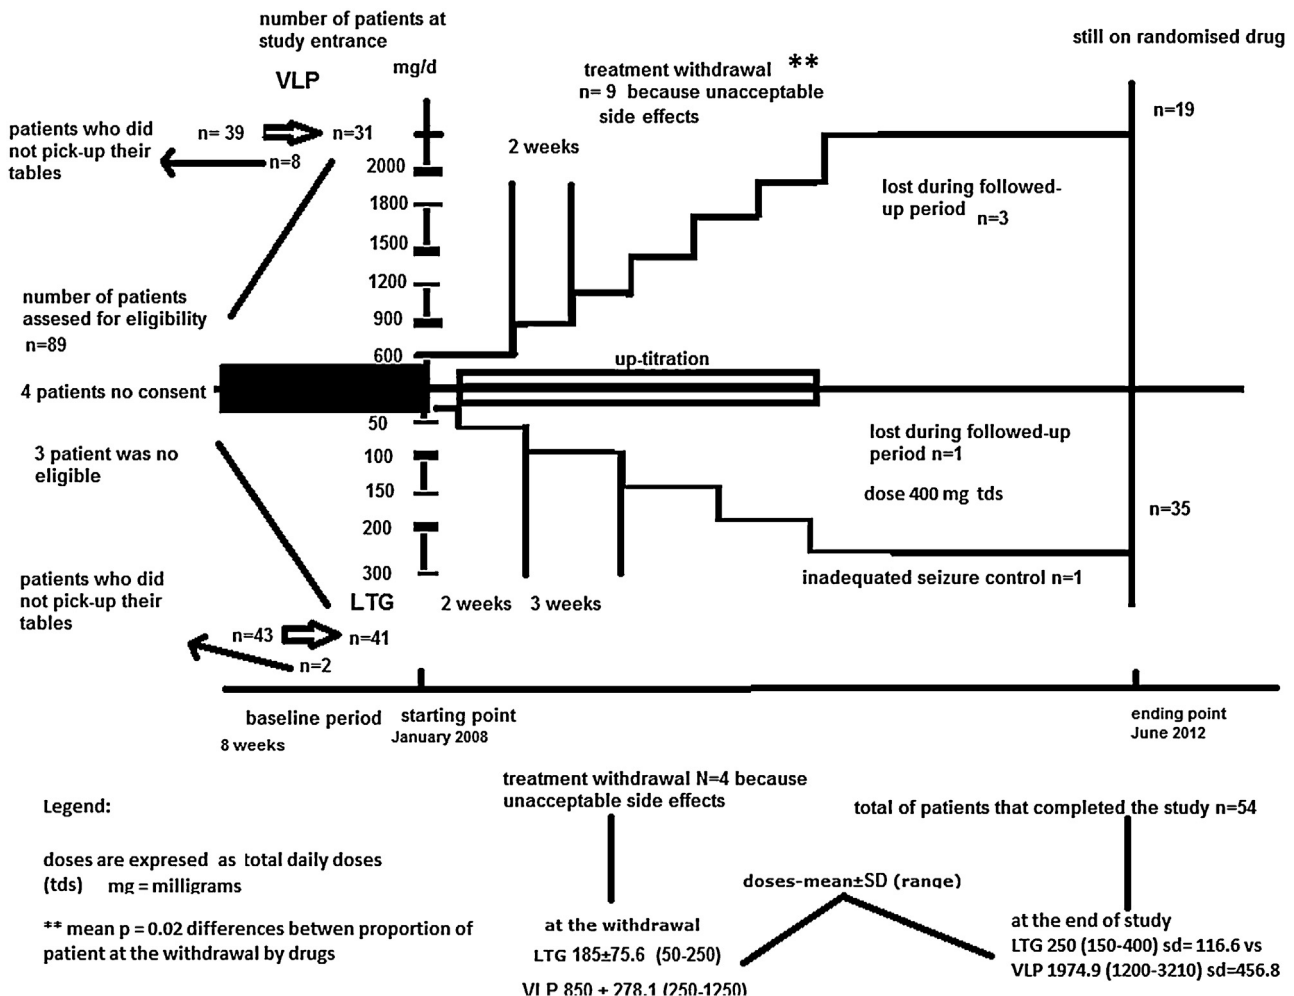 number of patients at
study entrance
VLP
mg/d
still on randomised drug
treatment withdrawal **
n= 9 because unacceptable
side effects
n=19
patients who did
not pick-up their
tables
n= 39
n=31
n=8
2 weeks
2000
1800
1500
1200
900
600
lost during followed-
up period n=3
number of patients
assesed for eligibility
n=89
up-titration
4 patients no consent
3 patient was no
eligible
50
100
150
200
300
lost during followed-up
period n=1
dose 400 mg tds
n=35
inadequated seizure control n=1
patients who did
not pick-up their
tables
LTG
2 weeks
3 weeks
n=43
n=41
n=2
baseline period
8 weeks
starting point
January 2008
ending point
June 2012
treatment withdrawal N=4 because
unacceptable side effects
total of patients that completed the study n=54
Legend:
doses are expresed as total daily doses
(tds) mg = milligrams
** mean p = 0.02 differences betwen proportion of
patient at the withdrawal by drugs
doses-mean±SD (range)
at the withdrawal
LTG 185±75.6 (50-250)
VLP 850 + 278.1 (250-1250)
at the end of study
LTG 250 (150-400) sd= 116.6 vs
VLP 1974.9 (1200-3210) sd=456.8